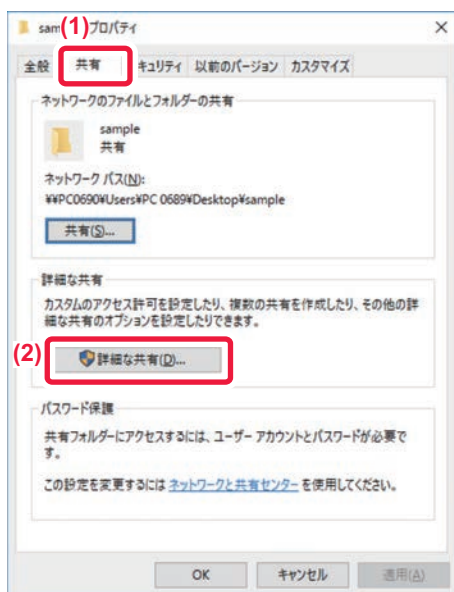 sam (1) プロパティ
全般 共有 キュリティ 以前のバージョン カスタマイズ
ネットワークのファイルとフォルダーの共有
sample
共有
ネットワーク パス(N):
¥¥PC0690¥Users¥PC 0689¥Desktop¥sample
共有(S)...
詳細な共有
カスタムのアクセス許可を設定したり、複数の共有を作成したり、その他の詳
細な共有のオプションを設定したりできます。
(2)
詳細な共有(D)...
パスワード保護
共有フォルダーにアクセスするには、ユーザー アカウントとパスワードが必要で
す。
この設定を変更するには ネットワークと共有センター を使用してください。
OK キャンセル 適用(A)